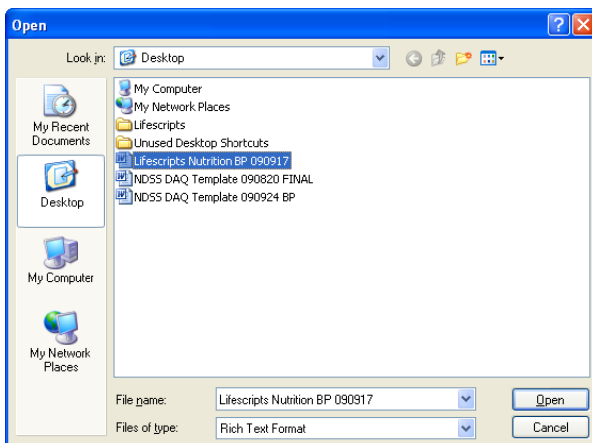 Open
Look in:
Desktop
My Recent
Documents
Desktop
My Computer
My Network
Places
My Computer
My Network Places
Lifescripts
Unused Desktop Shortcuts
Lifescripts Nutrition BP 090917
NDSS DAQ Template 090820 FINAL
NDSS DAQ Template 090924 BP
File name:
Lifescripts Nutrition BP 090917
Open
Files of type:
Rich Text Format
Cancel